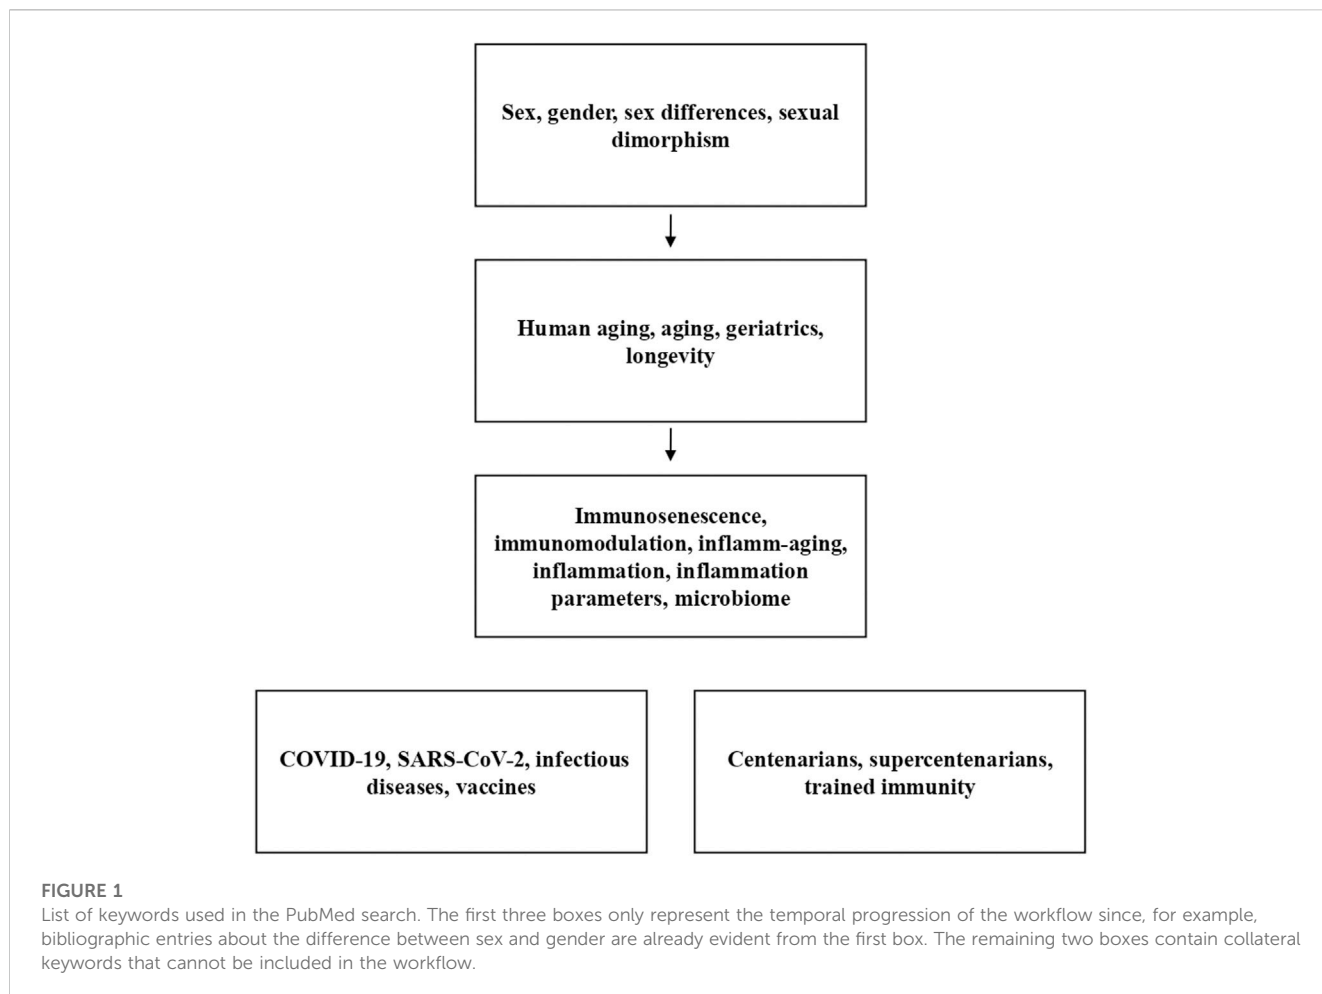 Sex, gender, sex differences, sexual
dimorphism
Human aging, aging, geriatrics,
longevity
Immunosenescence,
immunomodulation, inflamm-aging,
inflammation, inflammation
parameters, microbiome
COVID-19, SARS-CoV-2, infectious
diseases, vaccines
Centenarians, supercentenarians,
trained immunity
FIGURE 1
List of keywords used in the PubMed search. The first three boxes only represent the temporal progression of the workflow since, for example,
bibliographic entries about the difference between sex and gender are already evident from the first box. The remaining two boxes contain collateral
keywords that cannot be included in the workflow.